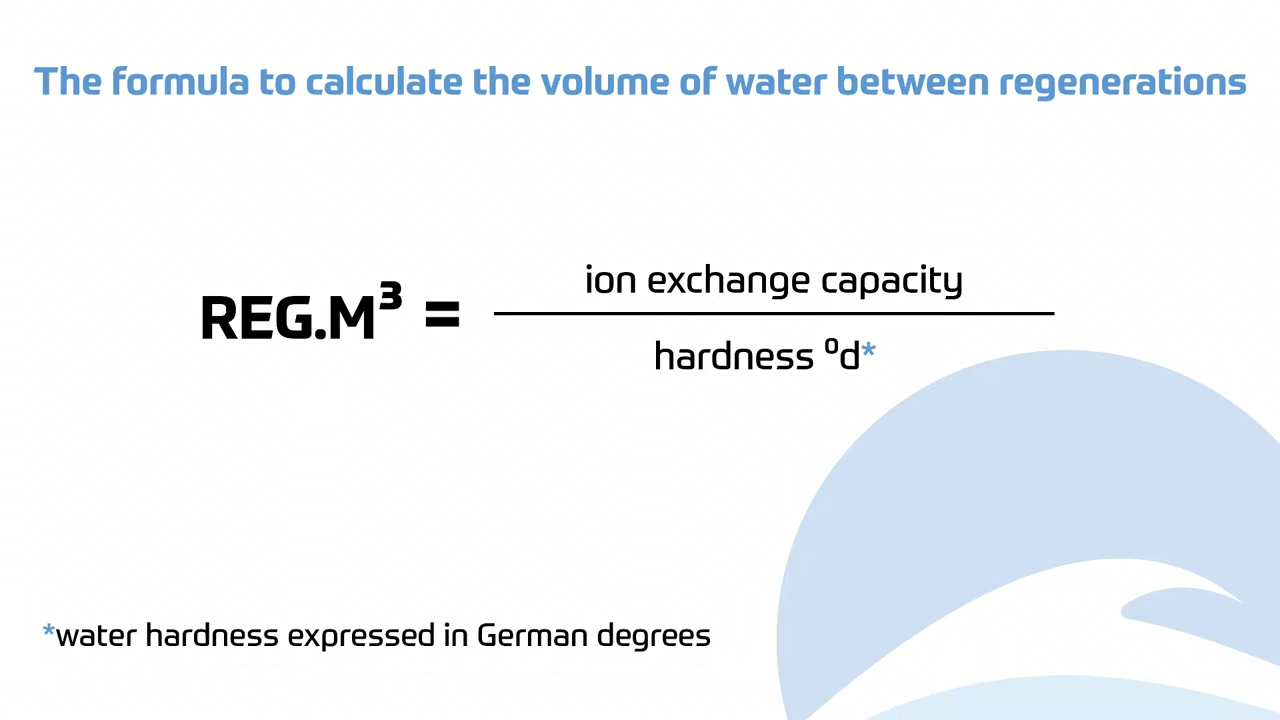 The formula to calculate the volume of water between regenerations
REG.M³ =
ion exchange capacity
hardness ⁰d*
*water hardness expressed in German degrees